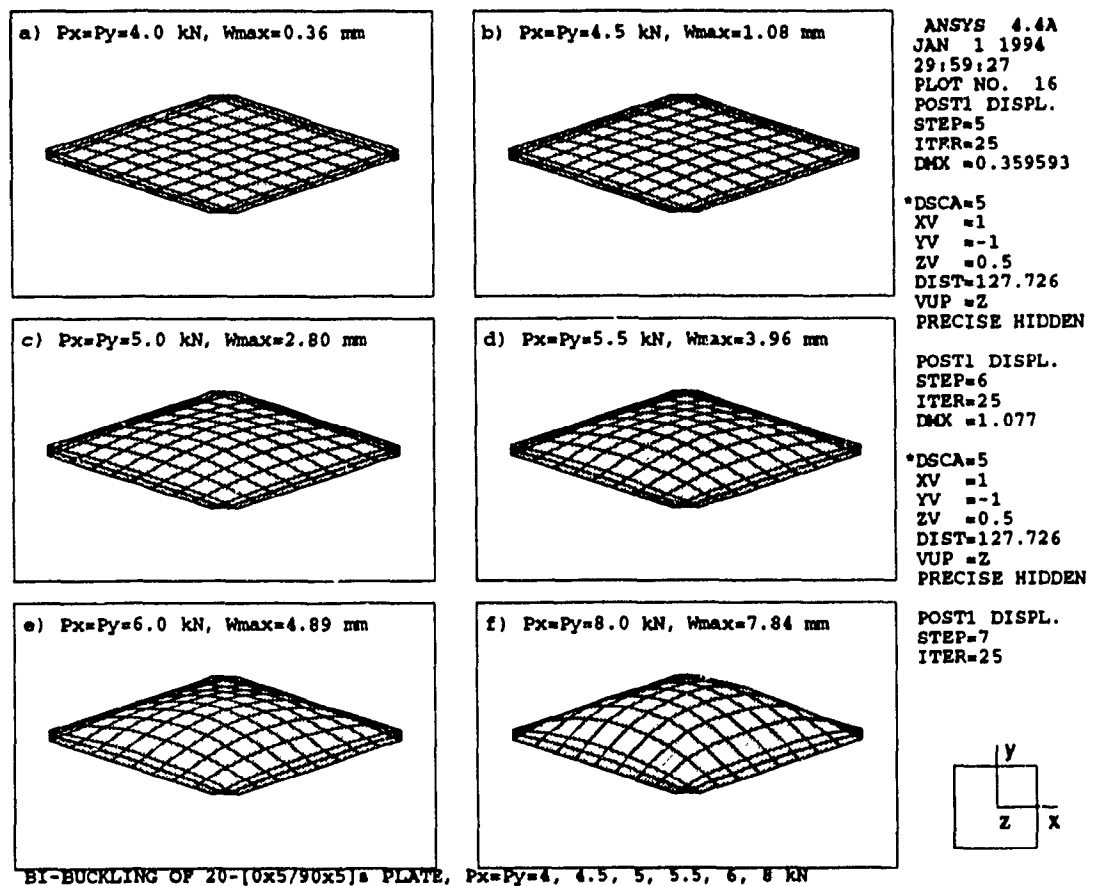 a) Px=Py=4.0 kN, Wmax=0.36 mm
b) Px=Py=4.5 kN, Wmax=1.08 mm
c) Px=Py=5.0 kN, Wmax=2.80 mm
d) Px=Py=5.5 kN, Wmax=3.96 mm
e) Px=Py=6.0 kN, Wmax=4.89 mm
f) Px=Py=8.0 kN, Wmax=7.84 mm
ANSYS 4.4A
JAN 1 1994
29:59:27
PLOT NO. 16
POST1 DISPL.
STEP=5
ITER=25
DMX =0.359593
*DSCA=5
XV =1
YV =-1
ZV =0.5
DIST=127.726
VUP =Z
PRECISE HIDDEN
POST1 DISPL.
STEP=6
ITER=25
DMX =1.077
*DSCA=5
XV =1
YV =-1
ZV =0.5
DIST=127.726
VUP =Z
PRECISE HIDDEN
POST1 DISPL.
STEP=7
ITER=25
y
z x
BI-BUCKLING OF 20-[0x5/90x5]s PLATE, Px=Py=4, 4.5, 5, 5.5, 6, 8 kN